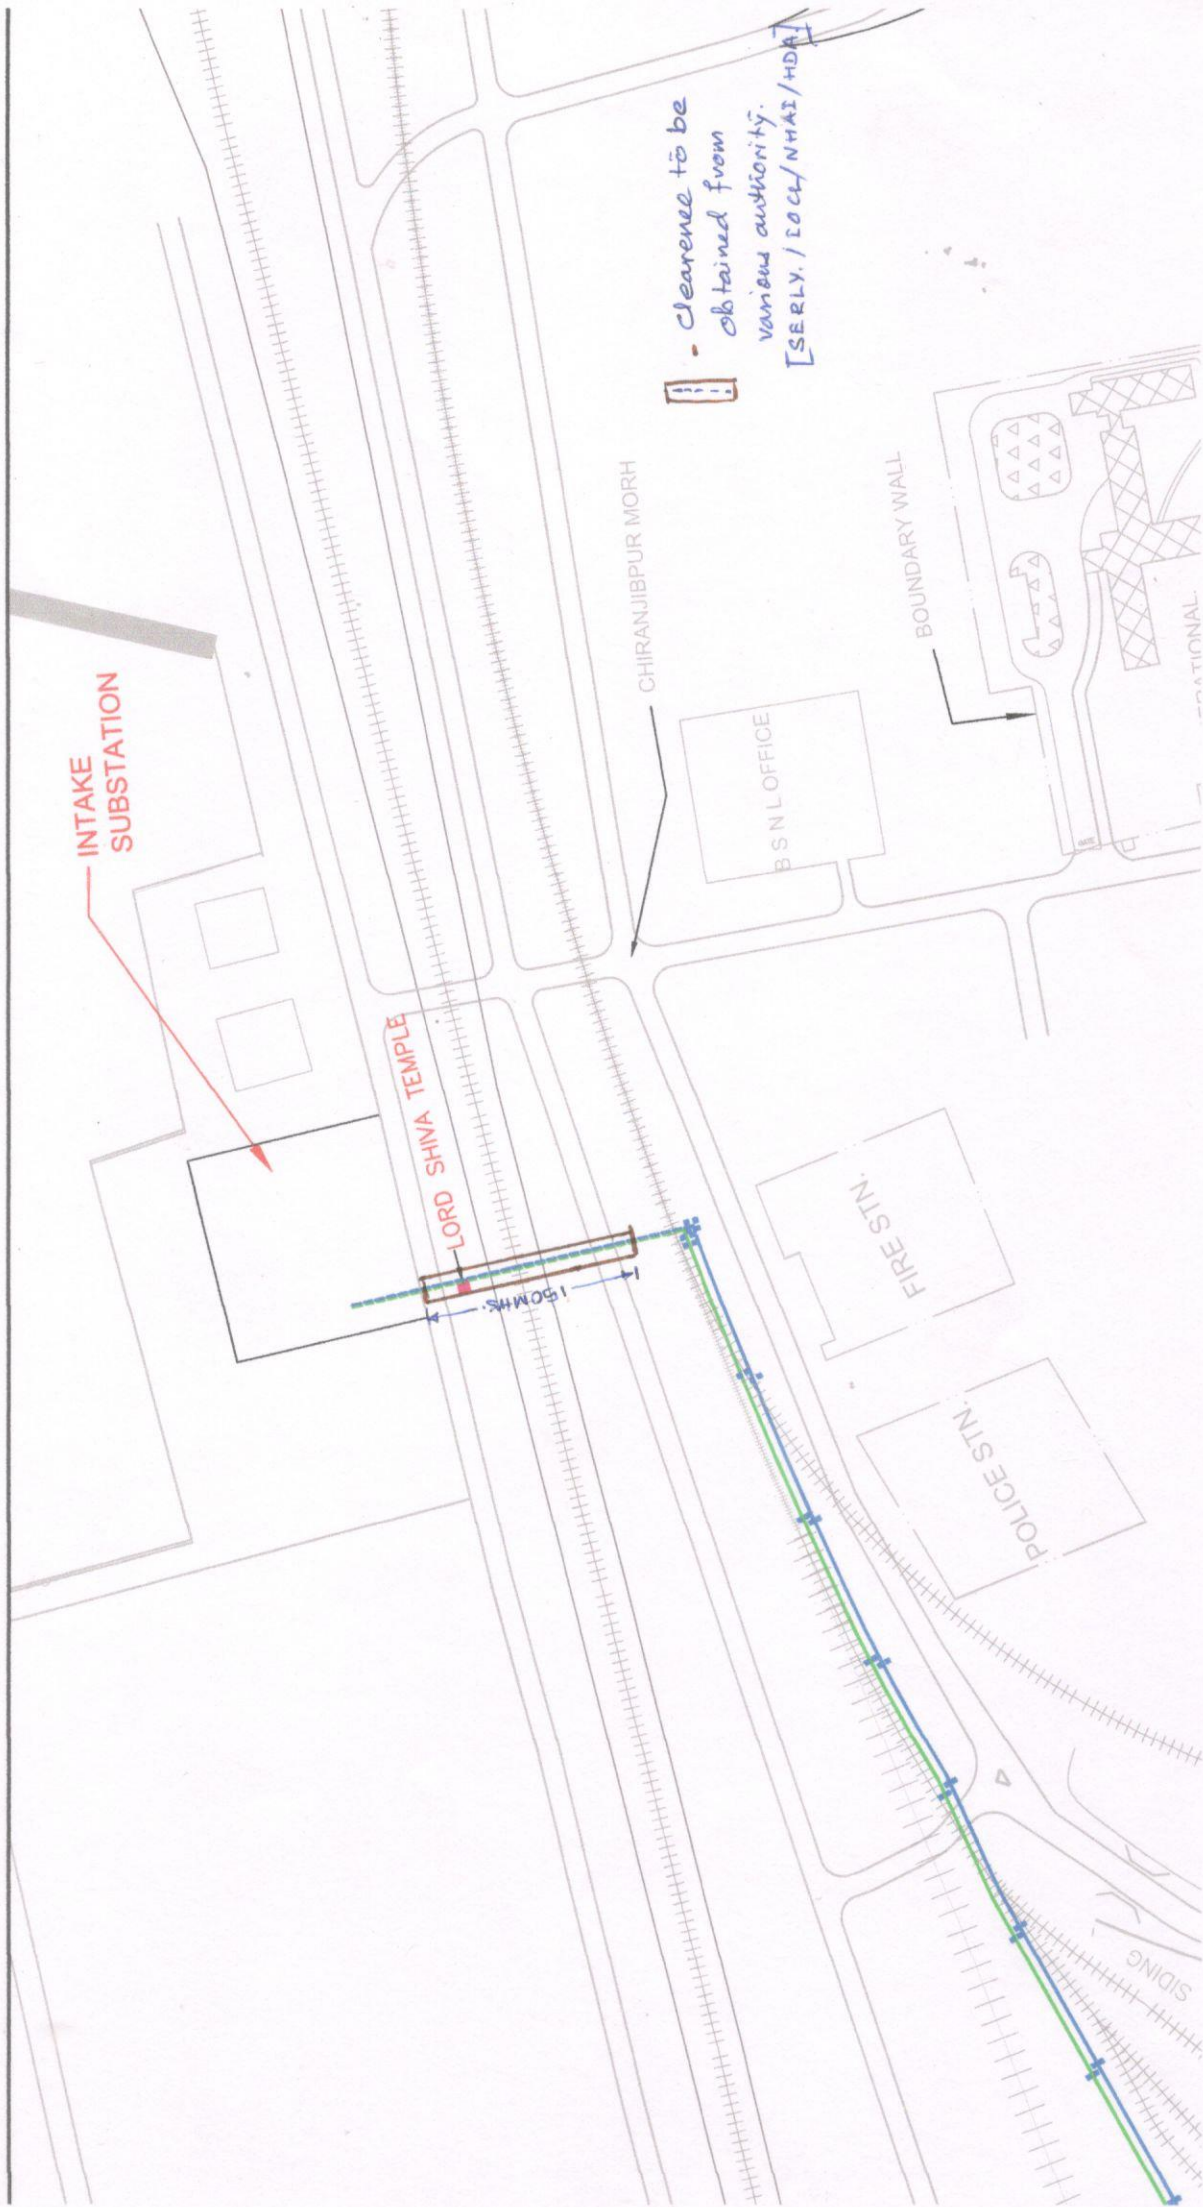 INTAKE
SUBSTATION
LORD SHIVA TEMPLE
150 Mtrs.
CHIRANJIBPUR MORH
B S N L OFFICE
BOUNDARY WALL
FIRE STN.
POLICE STN.
SIDING
- Clearence to be
obtained from
various authority.
[SERLY. / IOCL / NHAI / HDA]